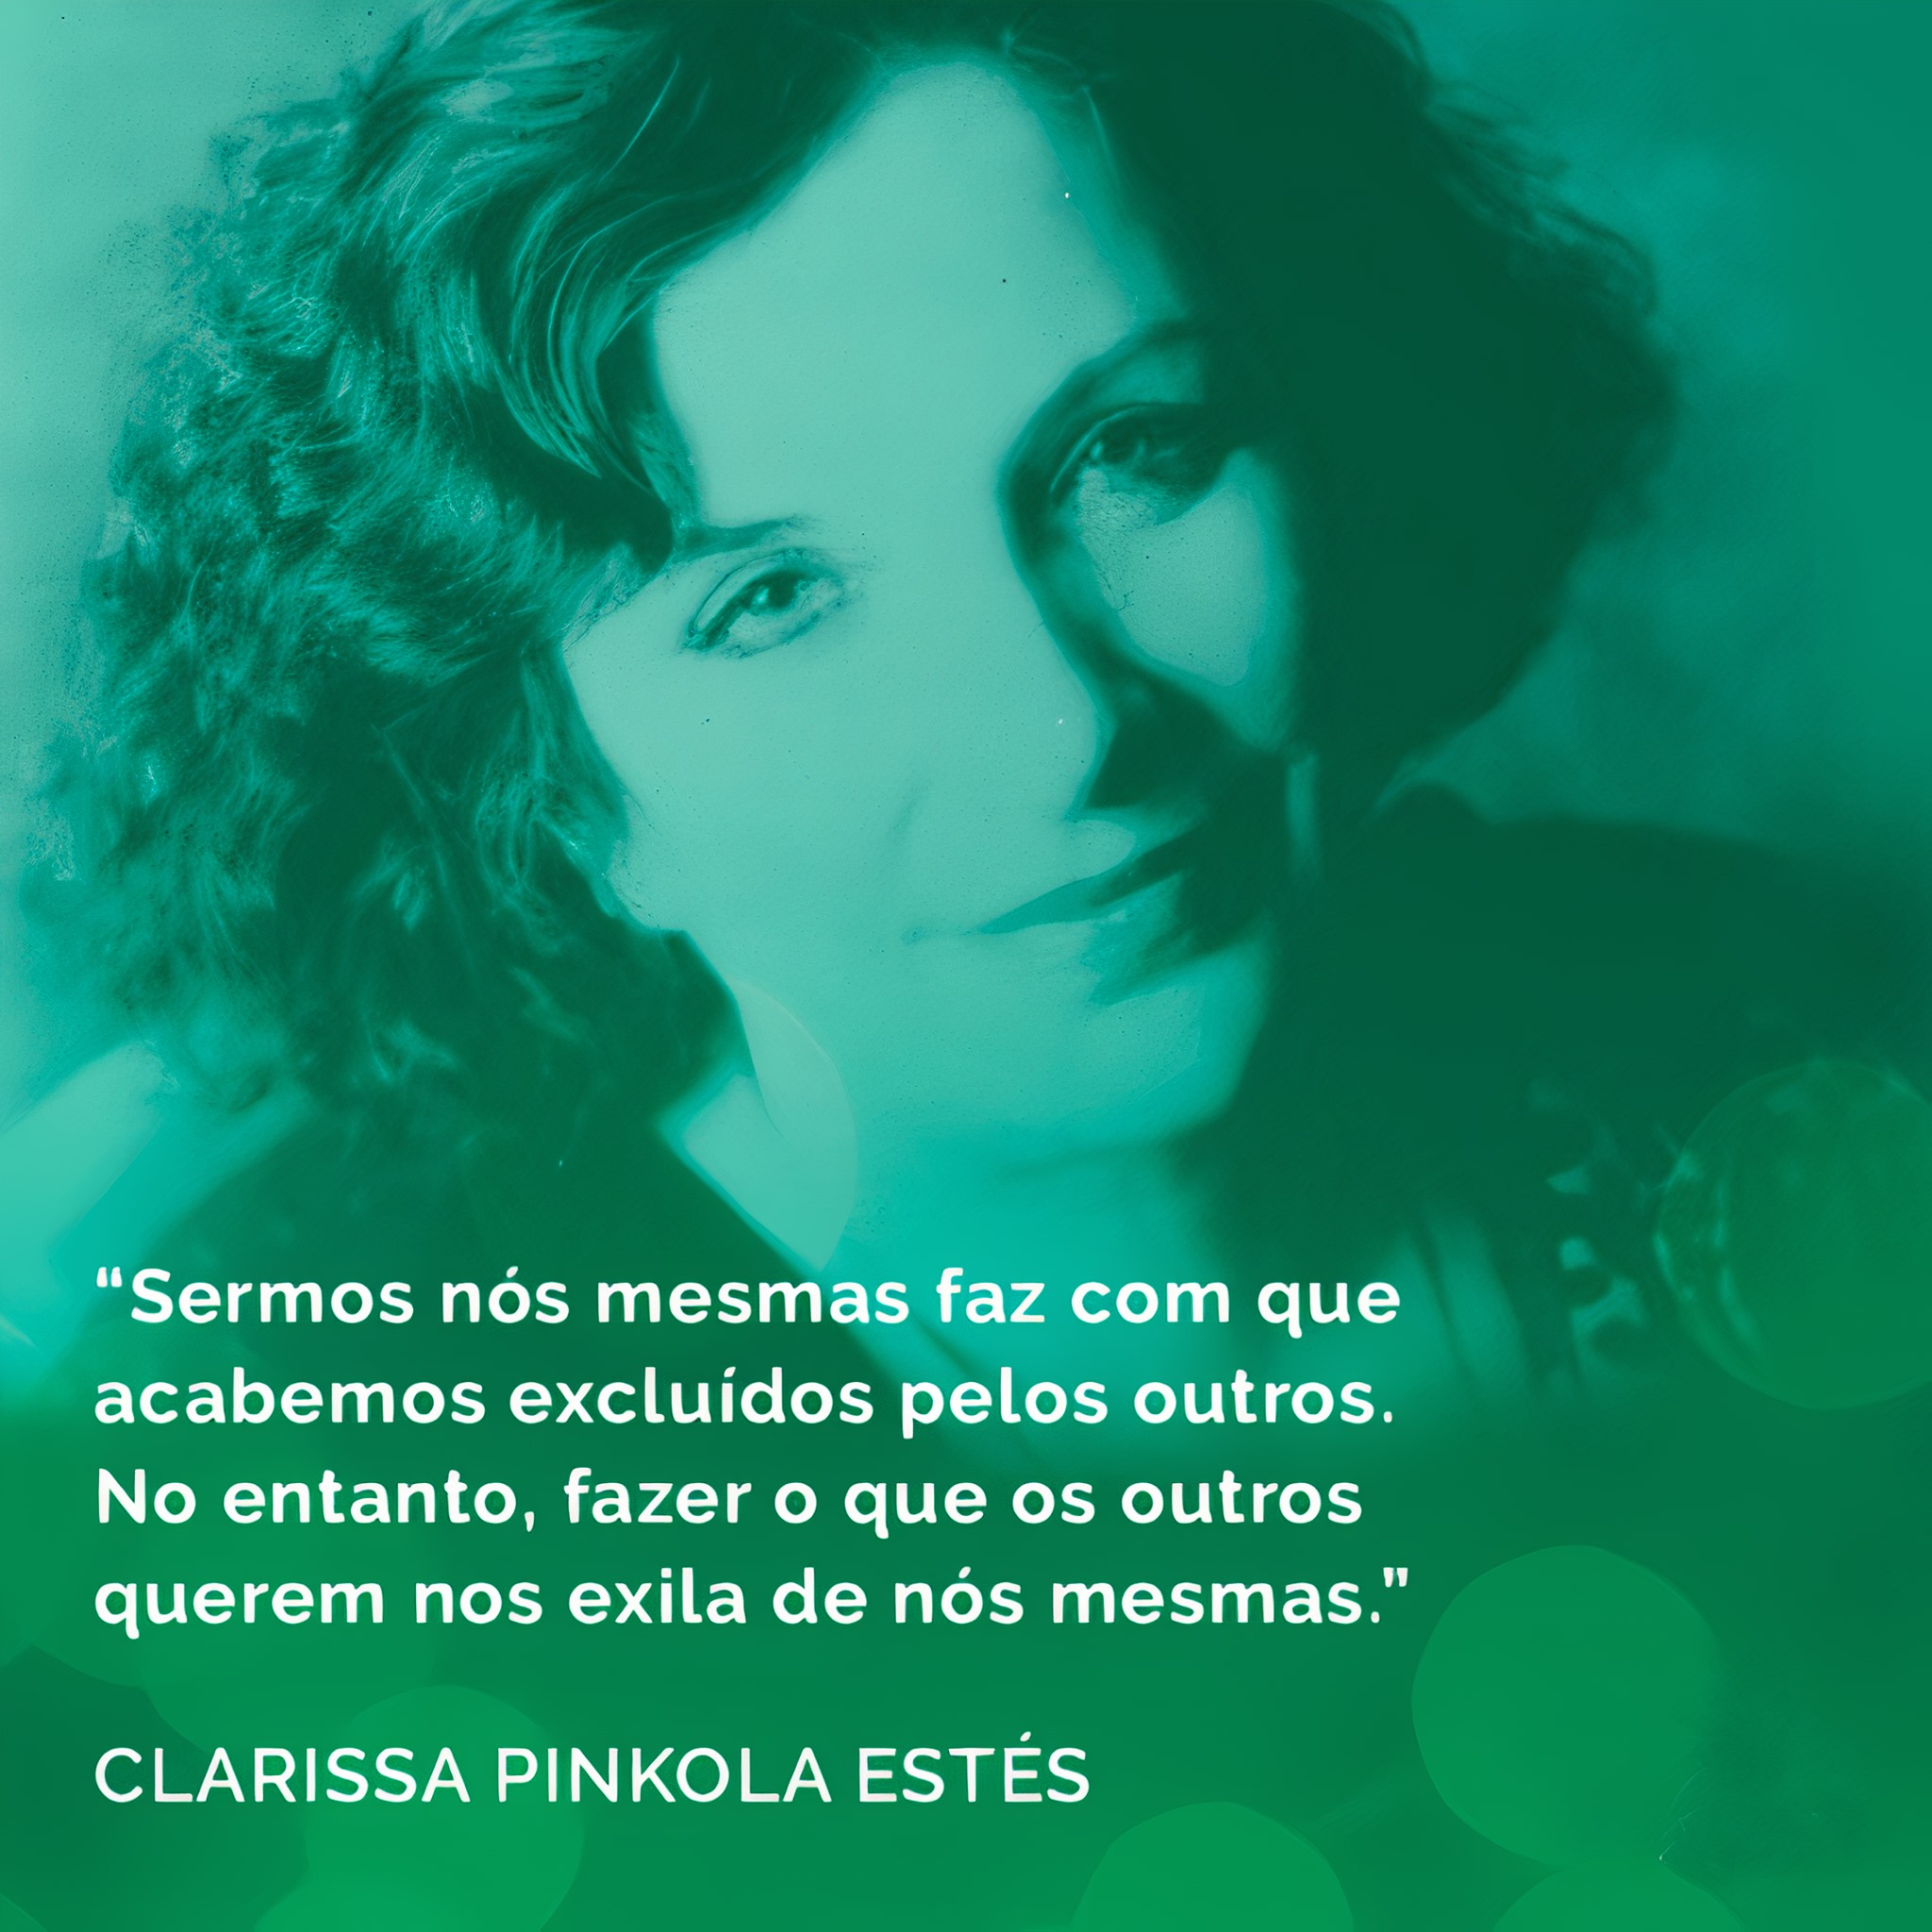 “Sermos nós mesmas faz com que
acabemos excluídos pelos outros.
No entanto, fazer o que os outros
querem nos exila de nós mesmas.”
CLARISSA PINKOLA ESTÉS